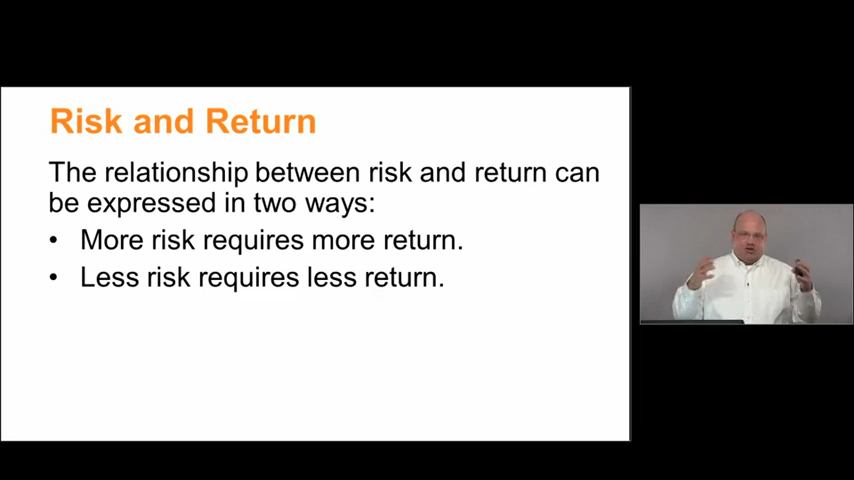 Risk and Return
The relationship between risk and return can
be expressed in two ways:
• More risk requires more return.
• Less risk requires less return.